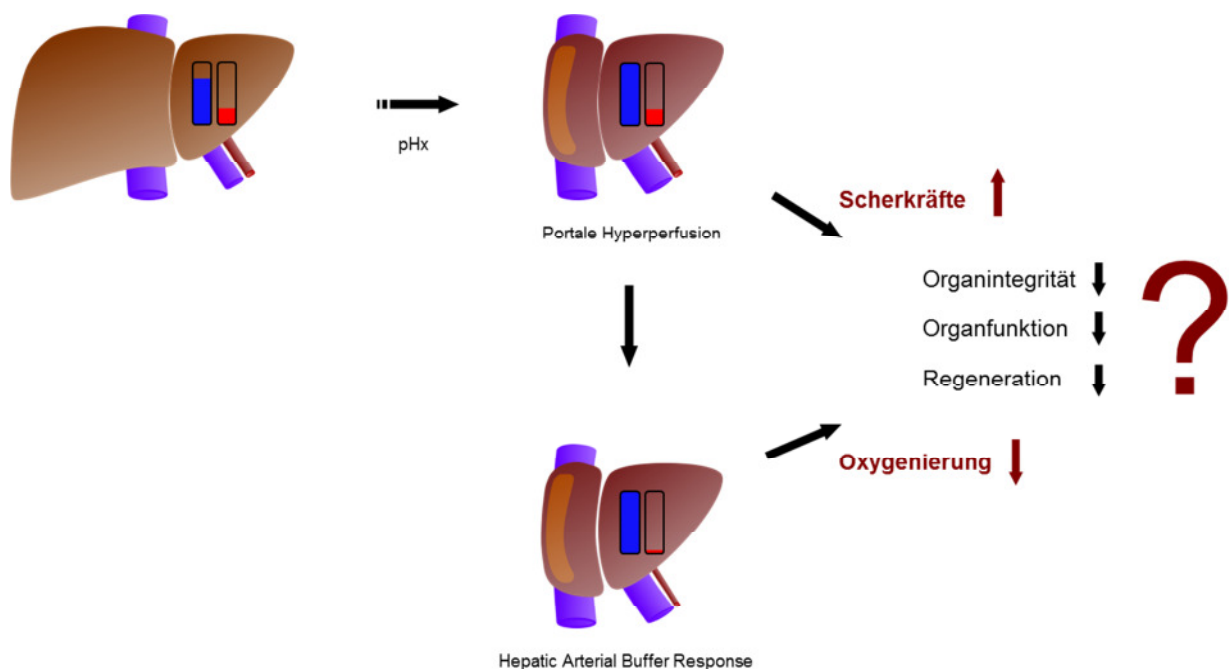 pHx
Portale Hyperperfusion
Scherkräfte
Organintegrität
Organfunktion
Regeneration
?
Oxygenierung
Hepatic Arterial Buffer Response